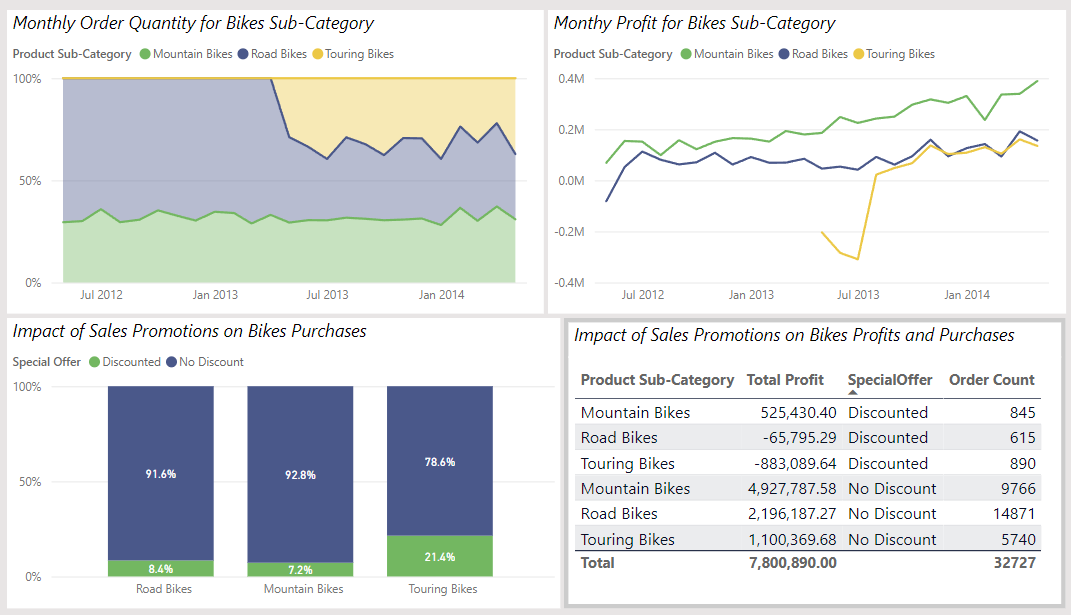 Monthly Order Quantity for Bikes Sub-Category
Product Sub-Category Mountain Bikes Road Bikes Touring Bikes
100%
50%
0%
Jul 2012 Jan 2013 Jul 2013 Jan 2014
Monthy Profit for Bikes Sub-Category
Product Sub-Category Mountain Bikes Road Bikes Touring Bikes
0.4M
0.2M
0.0M
-0.2M
-0.4M
Jul 2012 Jan 2013 Jul 2013 Jan 2014
Impact of Sales Promotions on Bikes Purchases
Special Offer Discounted No Discount
100%
50%
0%
91.6% 92.8% 78.6%
8.4% 7.2% 21.4%
Road Bikes Mountain Bikes Touring Bikes
Impact of Sales Promotions on Bikes Profits and Purchases
Product Sub-Category Total Profit SpecialOffer Order Count
Mountain Bikes 525,430.40 Discounted 845
Road Bikes -65,795.29 Discounted 615
Touring Bikes -883,089.64 Discounted 890
Mountain Bikes 4,927,787.58 No Discount 9766
Road Bikes 2,196,187.27 No Discount 14871
Touring Bikes 1,100,369.68 No Discount 5740
Total 7,800,890.00 32727